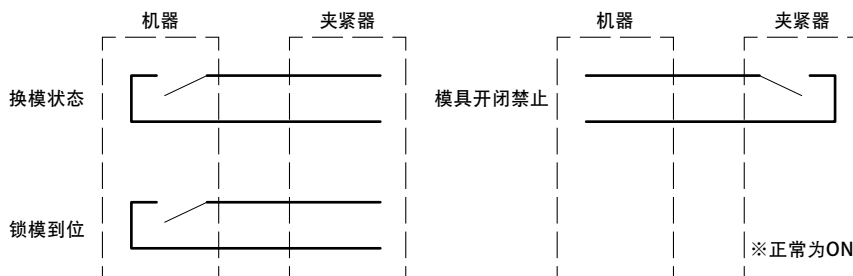 机器
夹紧器
机器
夹紧器
换模状态
模具开闭禁止
锁模到位
※正常为ON